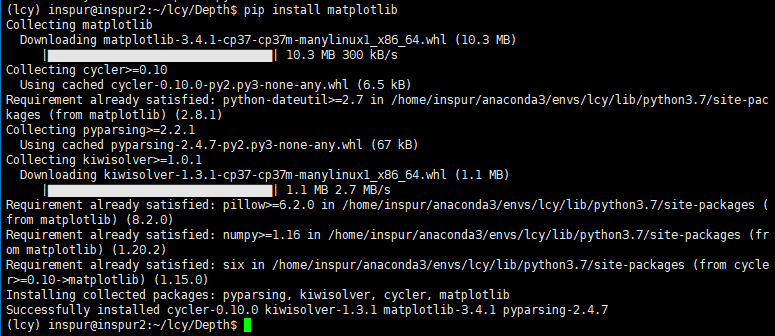 (lcy) inspur@inspur2:~/lcy/Depth$ pip install matplotlib
Collecting matplotlib
  Downloading matplotlib-3.4.1-cp37-cp37m-manylinux1_x86_64.whl (10.3 MB)
     |████████████████████████████████| 10.3 MB 300 kB/s
Collecting cycler>=0.10
  Using cached cycler-0.10.0-py2.py3-none-any.whl (6.5 kB)
Requirement already satisfied: python-dateutil>=2.7 in /home/inspur/anaconda3/envs/lcy/lib/python3.7/site-pac
kages (from matplotlib) (2.8.1)
Collecting pyparsing>=2.2.1
  Using cached pyparsing-2.4.7-py2.py3-none-any.whl (67 kB)
Collecting kiwisolver>=1.0.1
  Downloading kiwisolver-1.3.1-cp37-cp37m-manylinux1_x86_64.whl (1.1 MB)
     |████████████████████████████████| 1.1 MB 2.7 MB/s
Requirement already satisfied: pillow>=6.2.0 in /home/inspur/anaconda3/envs/lcy/lib/python3.7/site-packages (
from matplotlib) (8.2.0)
Requirement already satisfied: numpy>=1.16 in /home/inspur/anaconda3/envs/lcy/lib/python3.7/site-packages (fr
om matplotlib) (1.20.2)
Requirement already satisfied: six in /home/inspur/anaconda3/envs/lcy/lib/python3.7/site-packages (from cycle
r>=0.10->matplotlib) (1.15.0)
Installing collected packages: pyparsing, kiwisolver, cycler, matplotlib
Successfully installed cycler-0.10.0 kiwisolver-1.3.1 matplotlib-3.4.1 pyparsing-2.4.7
(lcy) inspur@inspur2:~/lcy/Depth$